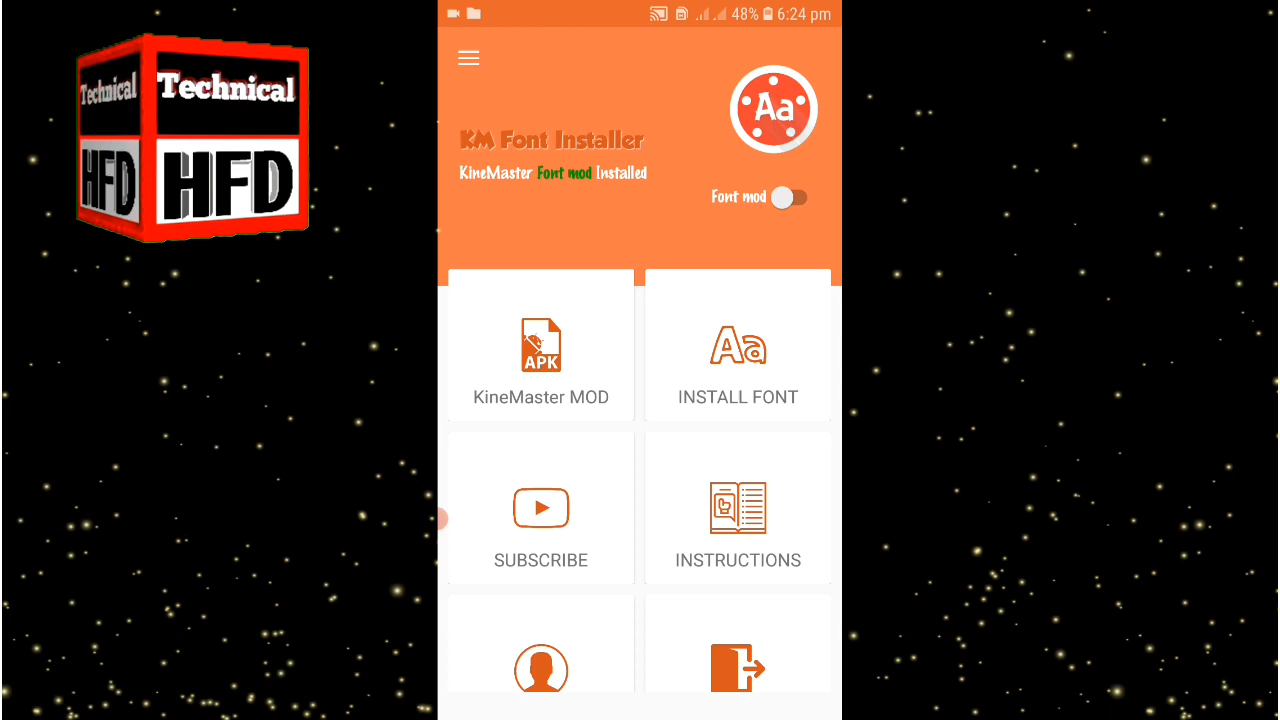 Technical
HFD
Technical
HFD
48% 6:24 pm
Aa
KM Font Installer
KineMaster Font mod Installed
Font mod
APK
KineMaster MOD
Aa
INSTALL FONT
SUBSCRIBE
INSTRUCTIONS